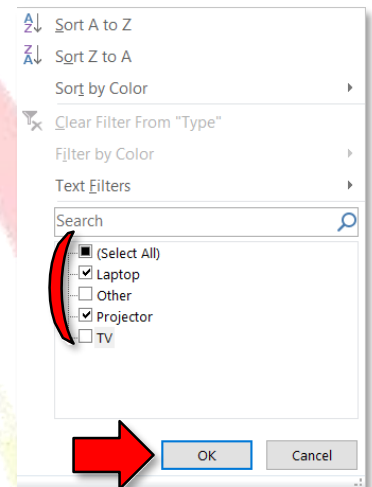 Sort A to Z
Sort Z to A
Sort by Color
Clear Filter From "Type"
Filter by Color
Text Filters
Search
(Select All)
Laptop
Other
Projector
TV
OK Cancel